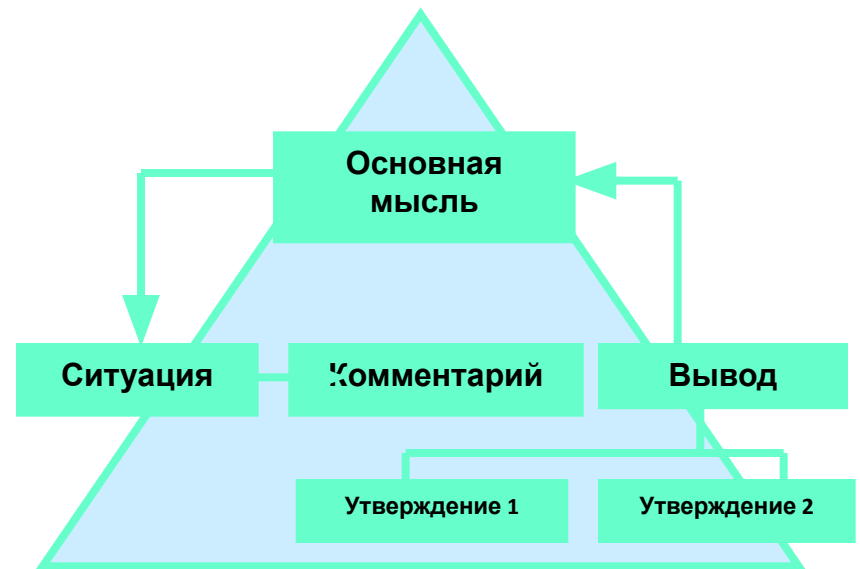 Основная
мысль
Ситуация
Комментарий
Вывод
Утверждение 1
Утверждение 2